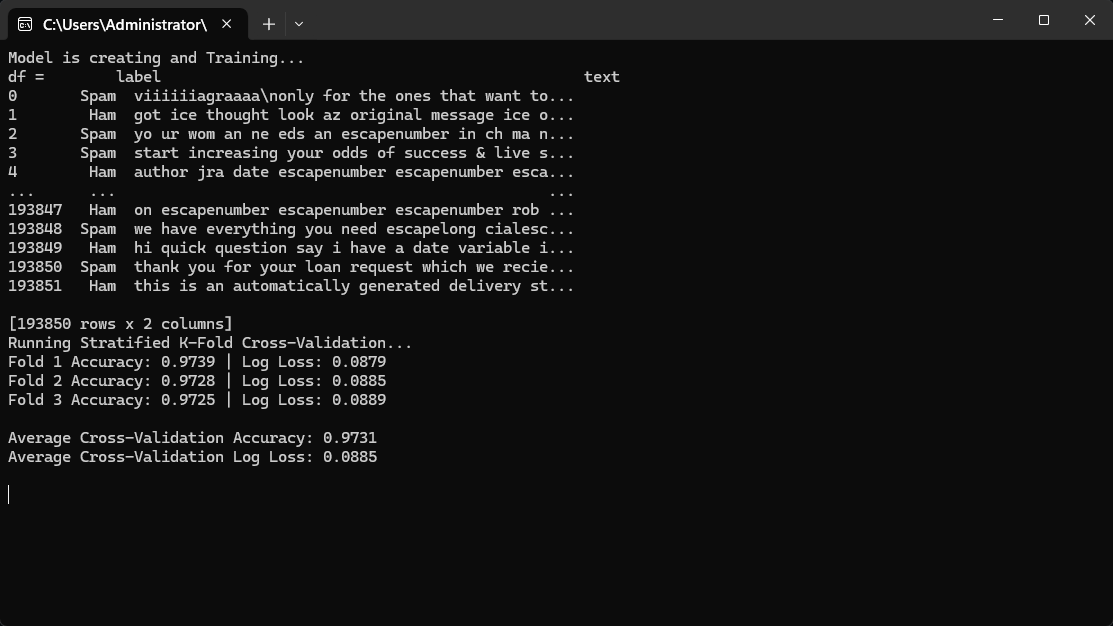 C:\Users\Administrator\
Model is creating and Training...
df =        label                                               text
0       Spam  viiiiiiagraaaa\nonly for the ones that want to...
1        Ham  got ice thought look az original message ice o...
2       Spam  yo ur wom an ne eds an escapenumber in ch ma n...
3       Spam  start increasing your odds of success & live s...
4        Ham  author jra date escapenumber escapenumber esca...
...      ...                                                ...
193847   Ham  on escapenumber escapenumber escapenumber rob ...
193848  Spam  we have everything you need escapelong cialesc...
193849   Ham  hi quick question say i have a date variable i...
193850  Spam  thank you for your loan request which we recie...
193851   Ham  this is an automatically generated delivery st...
[193850 rows x 2 columns]
Running Stratified K-Fold Cross-Validation...
Fold 1 Accuracy: 0.9739 | Log Loss: 0.0879
Fold 2 Accuracy: 0.9728 | Log Loss: 0.0885
Fold 3 Accuracy: 0.9725 | Log Loss: 0.0889
Average Cross-Validation Accuracy: 0.9731
Average Cross-Validation Log Loss: 0.0885